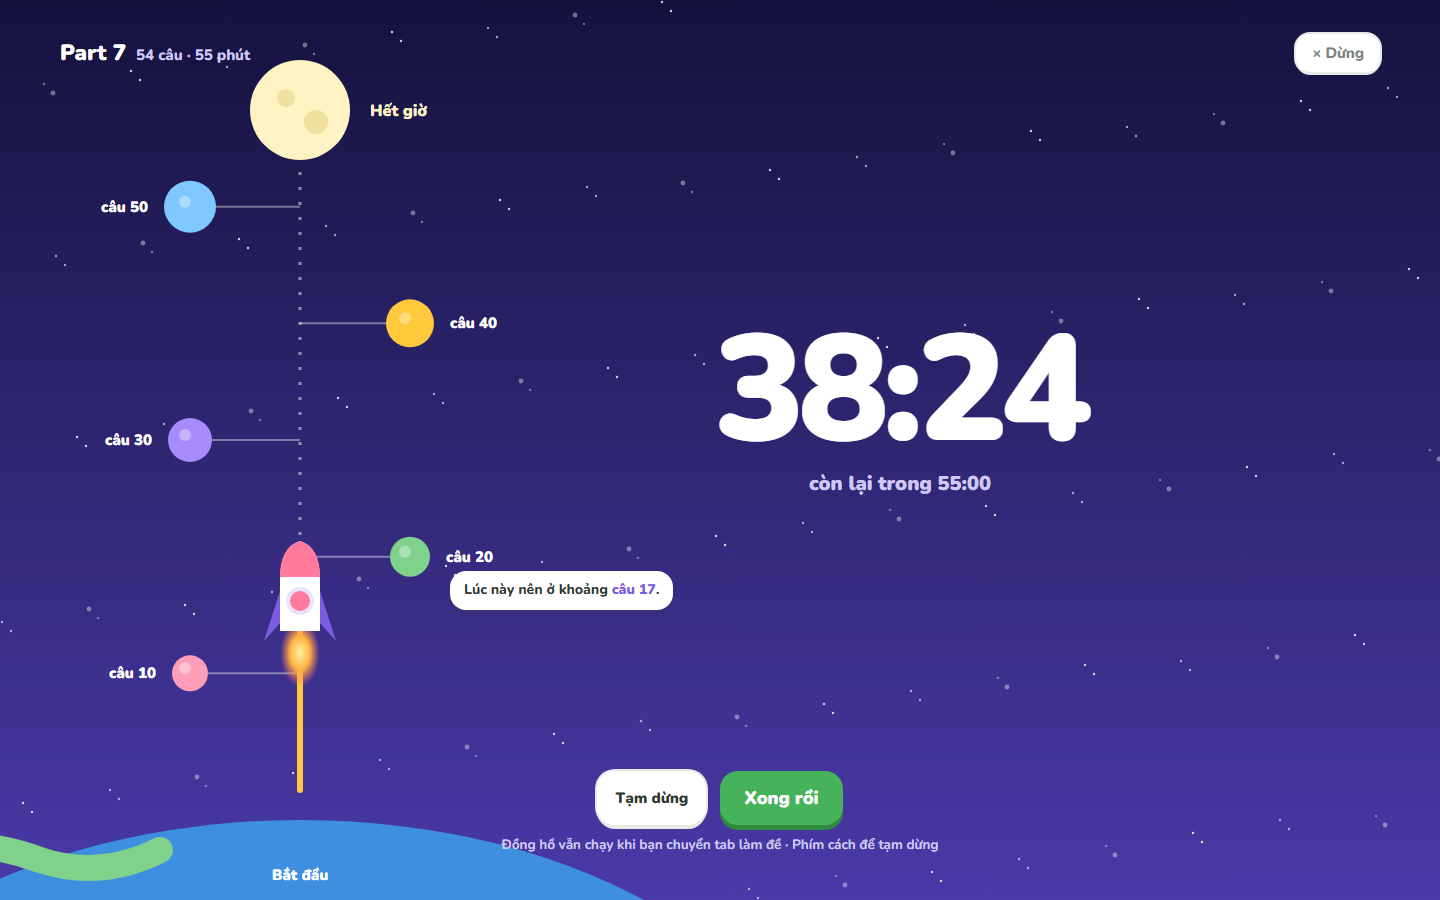 Part 7 54 câu · 55 phút
× Dừng
Hết giờ
câu 50
câu 40
38:24
câu 30
còn lại trong 55:00
câu 20
Lúc này nên ở khoảng câu 17.
câu 10
Tạm dừng
Xong rồi
Đồng hồ vẫn chạy khi bạn chuyển tab làm đề · Phím cách để tạm dừng
Bắt đầu